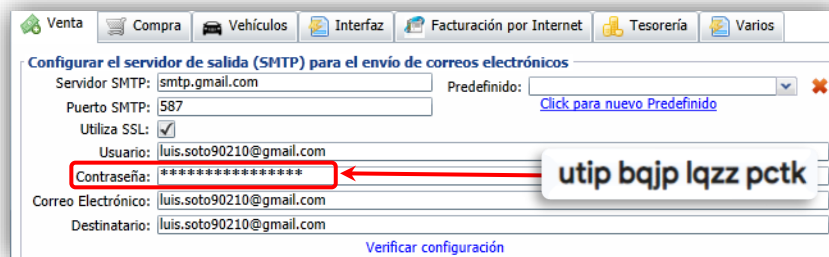 Venta Compra Vehículos Interfaz Facturación por Internet Tesorería Varios
Configurar el servidor de salida (SMTP) para el envío de correos electrónicos
Servidor SMTP: smtp.gmail.com Predefinido:
Puerto SMTP: 587 Click para nuevo Predefinido
Utiliza SSL:
Usuario: luis.soto90210@gmail.com
Contraseña: **************** utip bqjp lqzz pctk
Correo Electrónico: luis.soto90210@gmail.com
Destinatario: luis.soto90210@gmail.com
Verificar configuración